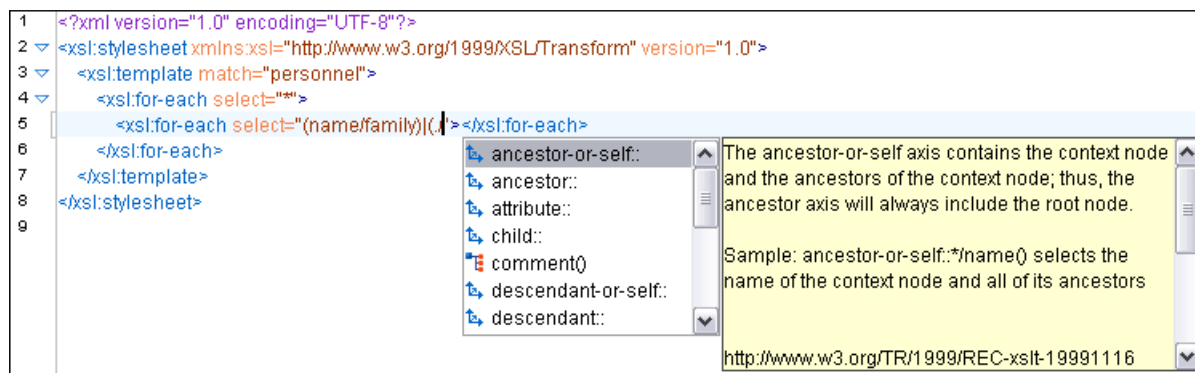 1 <?xml version="1.0" encoding="UTF-8"?>
2 <xsl:stylesheet xmlns:xsl="http://www.w3.org/1999/XSL/Transform" version="1.0">
3 <xsl:template match="personnel">
4 <xsl:for-each select="*">
5 <xsl:for-each select="(name/family)|(./"></xsl:for-each>
6 </xsl:for-each>
7 </xsl:template>
8 </xsl:stylesheet>
9
ancestor-or-self::
ancestor::
attribute::
child::
comment()
descendant-or-self::
descendant::
The ancestor-or-self axis contains the context node
and the ancestors of the context node; thus, the
ancestor axis will always include the root node.
Sample: ancestor-or-self::*/name() selects the
name of the context node and all of its ancestors
http://www.w3.org/TR/1999/REC-xslt-19991116